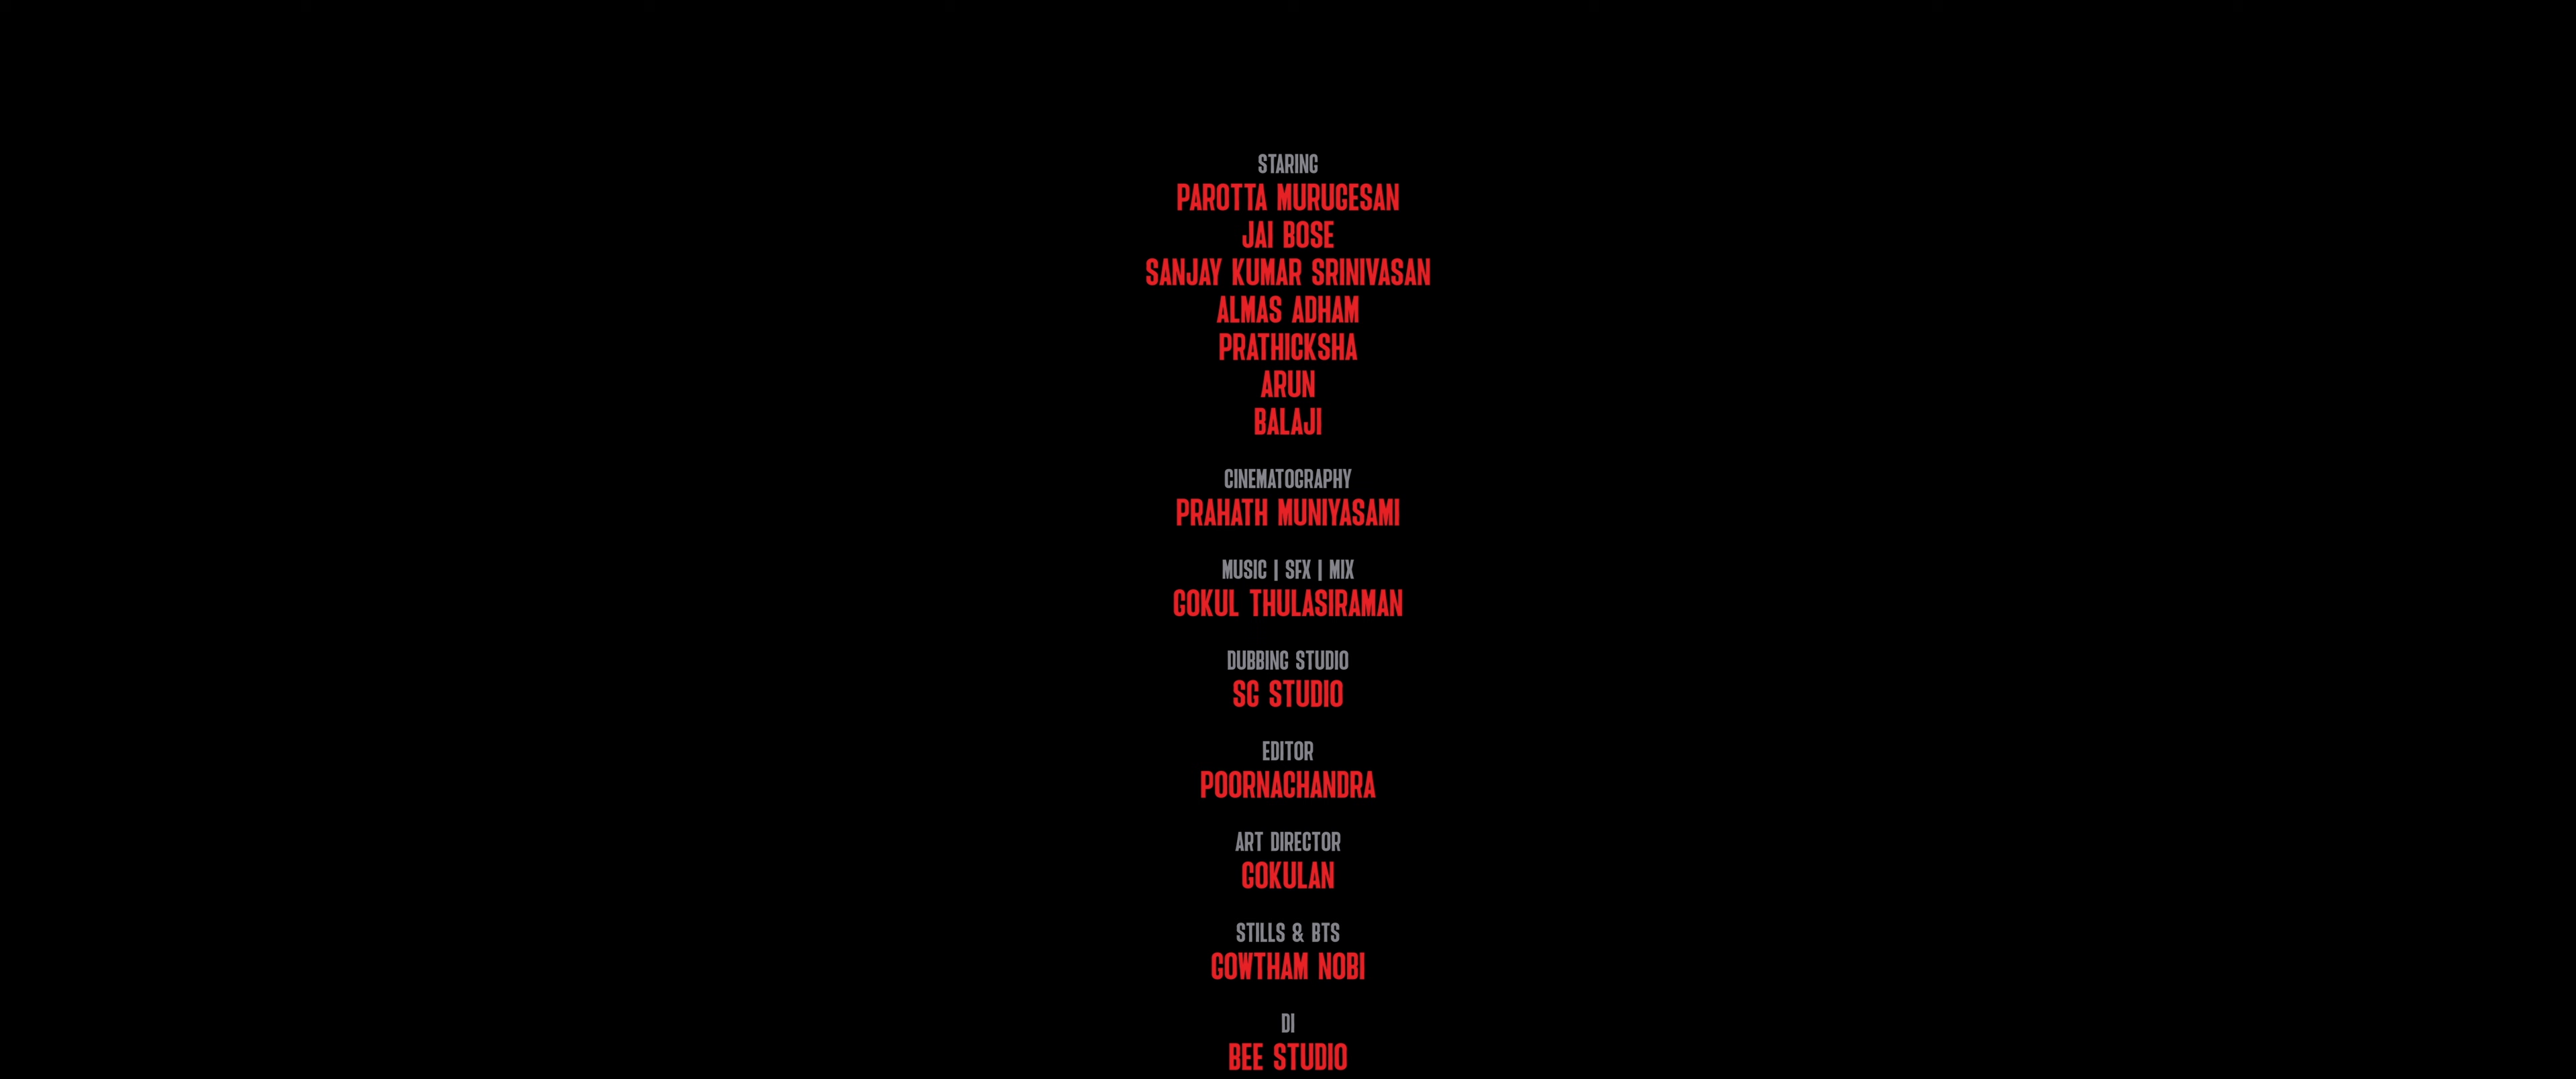 STARING
PAROTTA MURUGESAN
JAI BOSE
SANJAY KUMAR SRINIVASAN
ALMAS ADHAM
PRATHICKSHA
ARUN
BALAJI
CINEMATOGRAPHY
PRAHATH MUNIYASAMI
MUSIC | SFX | MIX
GOKUL THULASIRAMAN
DUBBING STUDIO
SG STUDIO
EDITOR
POORNACHANDRA
ART DIRECTOR
GOKULAN
STILLS & BTS
GOWTHAM NOBI
DI
BEE STUDIO